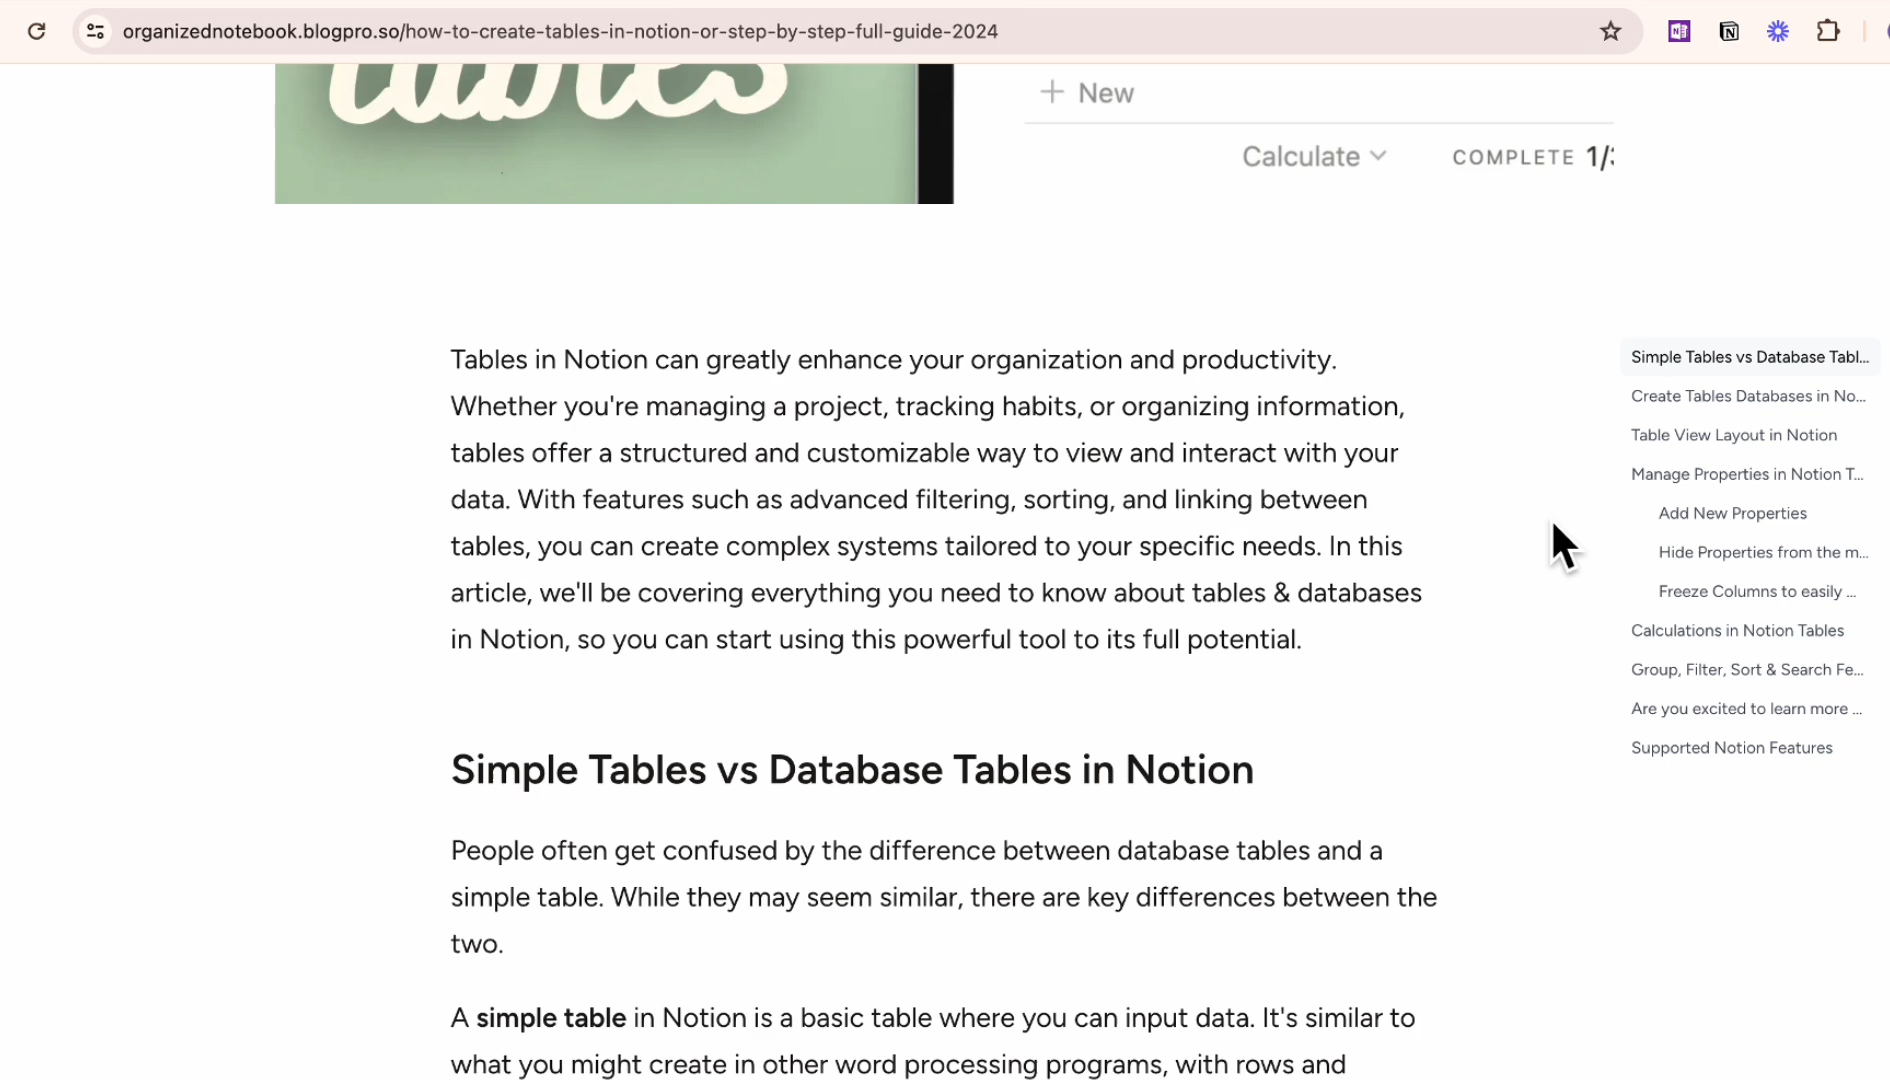 organizednotebook.blogpro.so/how-to-create-tables-in-notion-or-step-by-step-full-guide-2024
tables
+ New
Calculate
COMPLETE 1/3
Tables in Notion can greatly enhance your organization and productivity.
Whether you're managing a project, tracking habits, or organizing information,
tables offer a structured and customizable way to view and interact with your
data. With features such as advanced filtering, sorting, and linking between
tables, you can create complex systems tailored to your specific needs. In this
article, we'll be covering everything you need to know about tables & databases
in Notion, so you can start using this powerful tool to its full potential.
Simple Tables vs Database Tables in Notion
People often get confused by the difference between database tables and a
simple table. While they may seem similar, there are key differences between the
two.
A simple table in Notion is a basic table where you can input data. It's similar to
what you might create in other word processing programs, with rows and
Simple Tables vs Database Tabl...
Create Tables Databases in No...
Table View Layout in Notion
Manage Properties in Notion T...
Add New Properties
Hide Properties from the m...
Freeze Columns to easily ...
Calculations in Notion Tables
Group, Filter, Sort & Search Fe...
Are you excited to learn more ...
Supported Notion Features